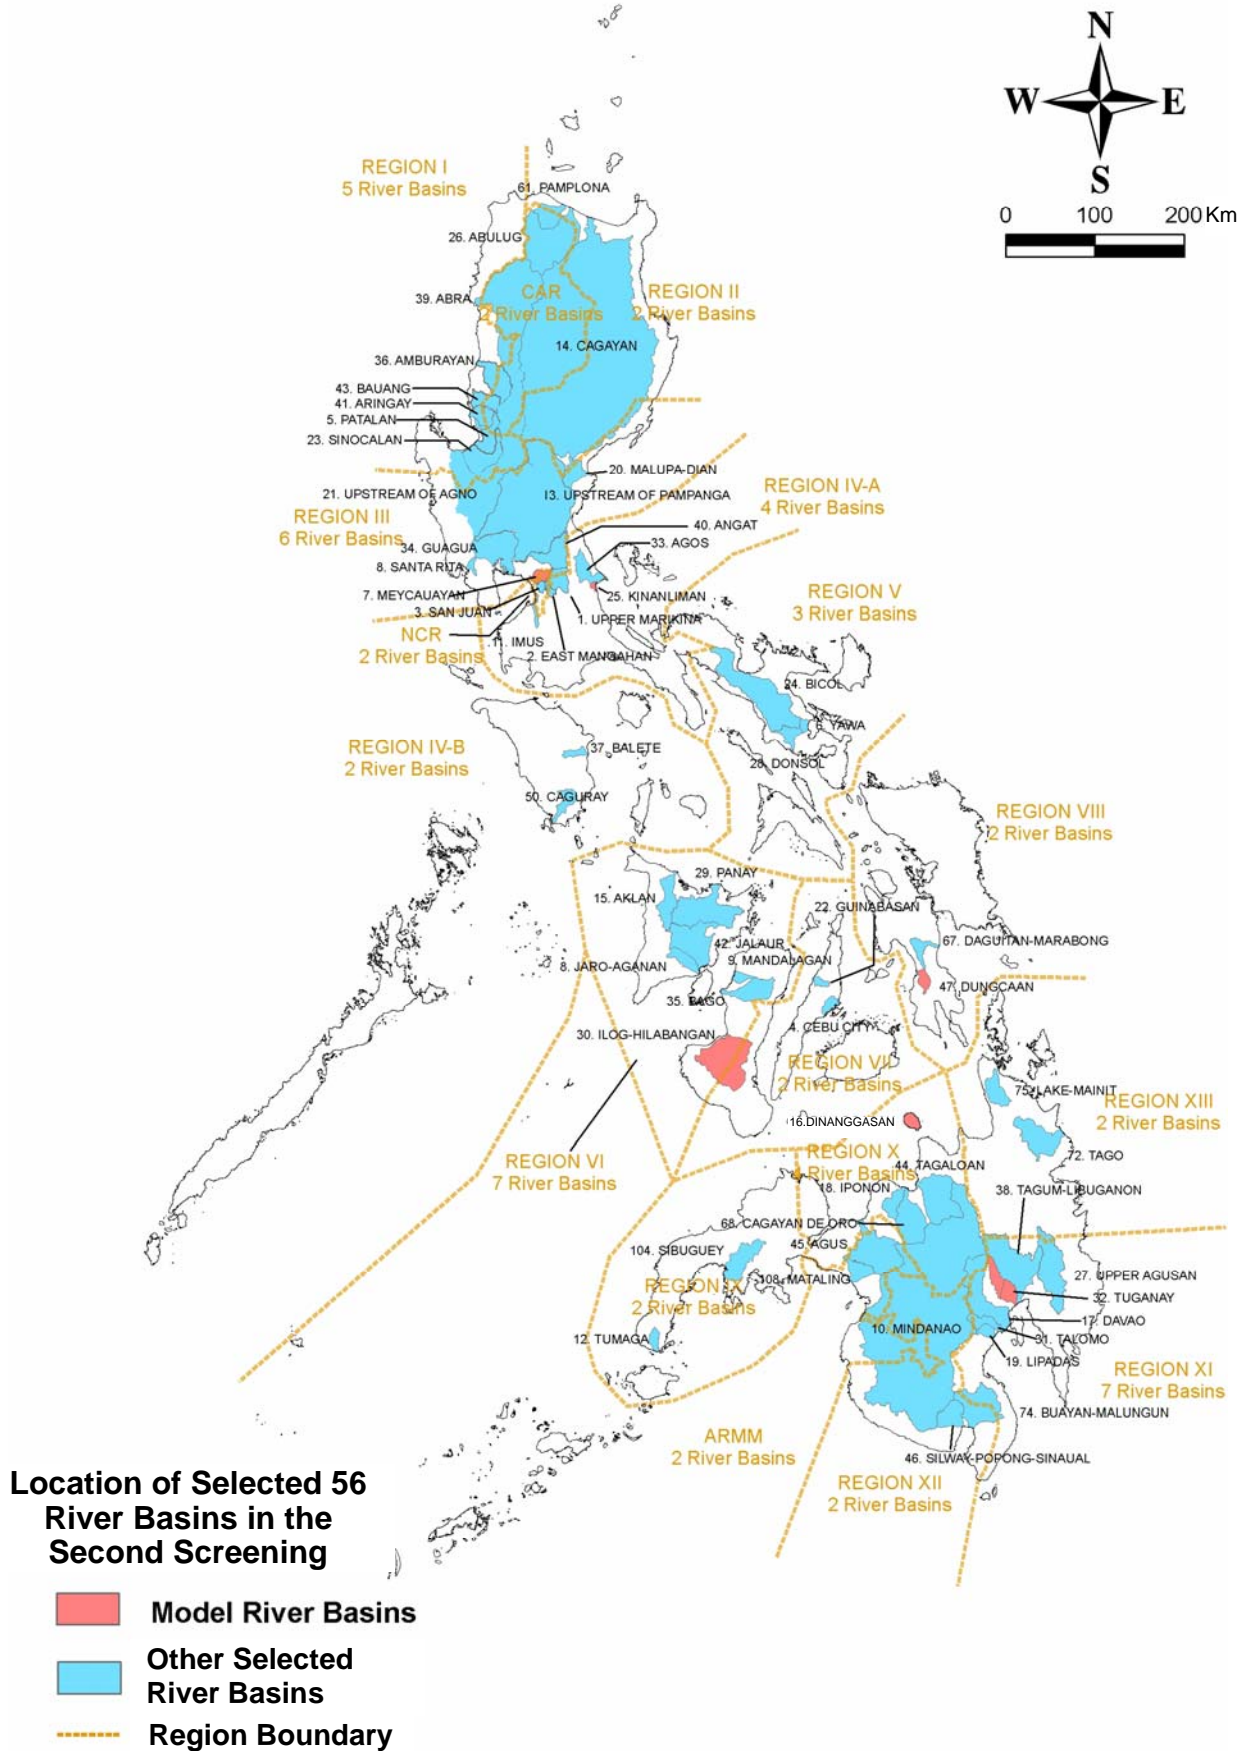 N
W E
S
0 100 200 Km
REGION I
5 River Basins
61. PAMPLONA
26. ABULUG
39. ABRA
CAR
2 River Basins
REGION II
2 River Basins
14. CAGAYAN
36. AMBURAYAN
43. BAUANG
41. ARINGAY
5. PATALAN
23. SINOCALAN
20. MALUPA-DIAN
21. UPSTREAM OF AGNO
13. UPSTREAM OF PAMPANGA
REGION IV-A
4 River Basins
REGION III
6 River Basins
40. ANGAT
34. GUAGUA
33. AGOS
8. SANTA RITA
7. MEYCAUAYAN
25. KINANLIMAN
3. SAN JUAN
1. UPPER MARIKINA
REGION V
3 River Basins
NCR
2 River Basins
11. IMUS
2. EAST MANGAHAN
24. BICOL
6. YAWA
28. DONSOL
REGION IV-B
2 River Basins
37. BALETE
50. CAGURAY
REGION VIII
2 River Basins
29. PANAY
15. AKLAN
22. GUINABASAN
42. JALAUR
67. DAGUITAN-MARABONG
9. MANDALAGAN
8. JARO-AGANAN
47. DUNGCAAN
35. BAGO
4. CEBU CITY
30. ILOG-HILABANGAN
REGION VII
2 River Basins
75. LAKE-MAINIT
REGION XIII
2 River Basins
16.DINANGGASAN
72. TAGO
REGION VI
7 River Basins
REGION X
River Basins
44. TAGALOAN
18. IPONON
38. TAGUM-LIBUGANON
68. CAGAYAN DE ORO
45. AGUS
104. SIBUGUEY
108. MATALING
27. UPPER AGUSAN
REGION IX
2 River Basins
32. TUGANAY
17. DAVAO
10. MINDANAO
31. TALOMO
12. TUMAGA
19. LIPADAS
REGION XI
7 River Basins
74. BUAYAN-MALUNGUN
ARMM
2 River Basins
46. SILWAY-POPONG-SINAUAL
REGION XII
2 River Basins
Location of Selected 56
River Basins in the
Second Screening
Model River Basins
Other Selected
River Basins
Region Boundary